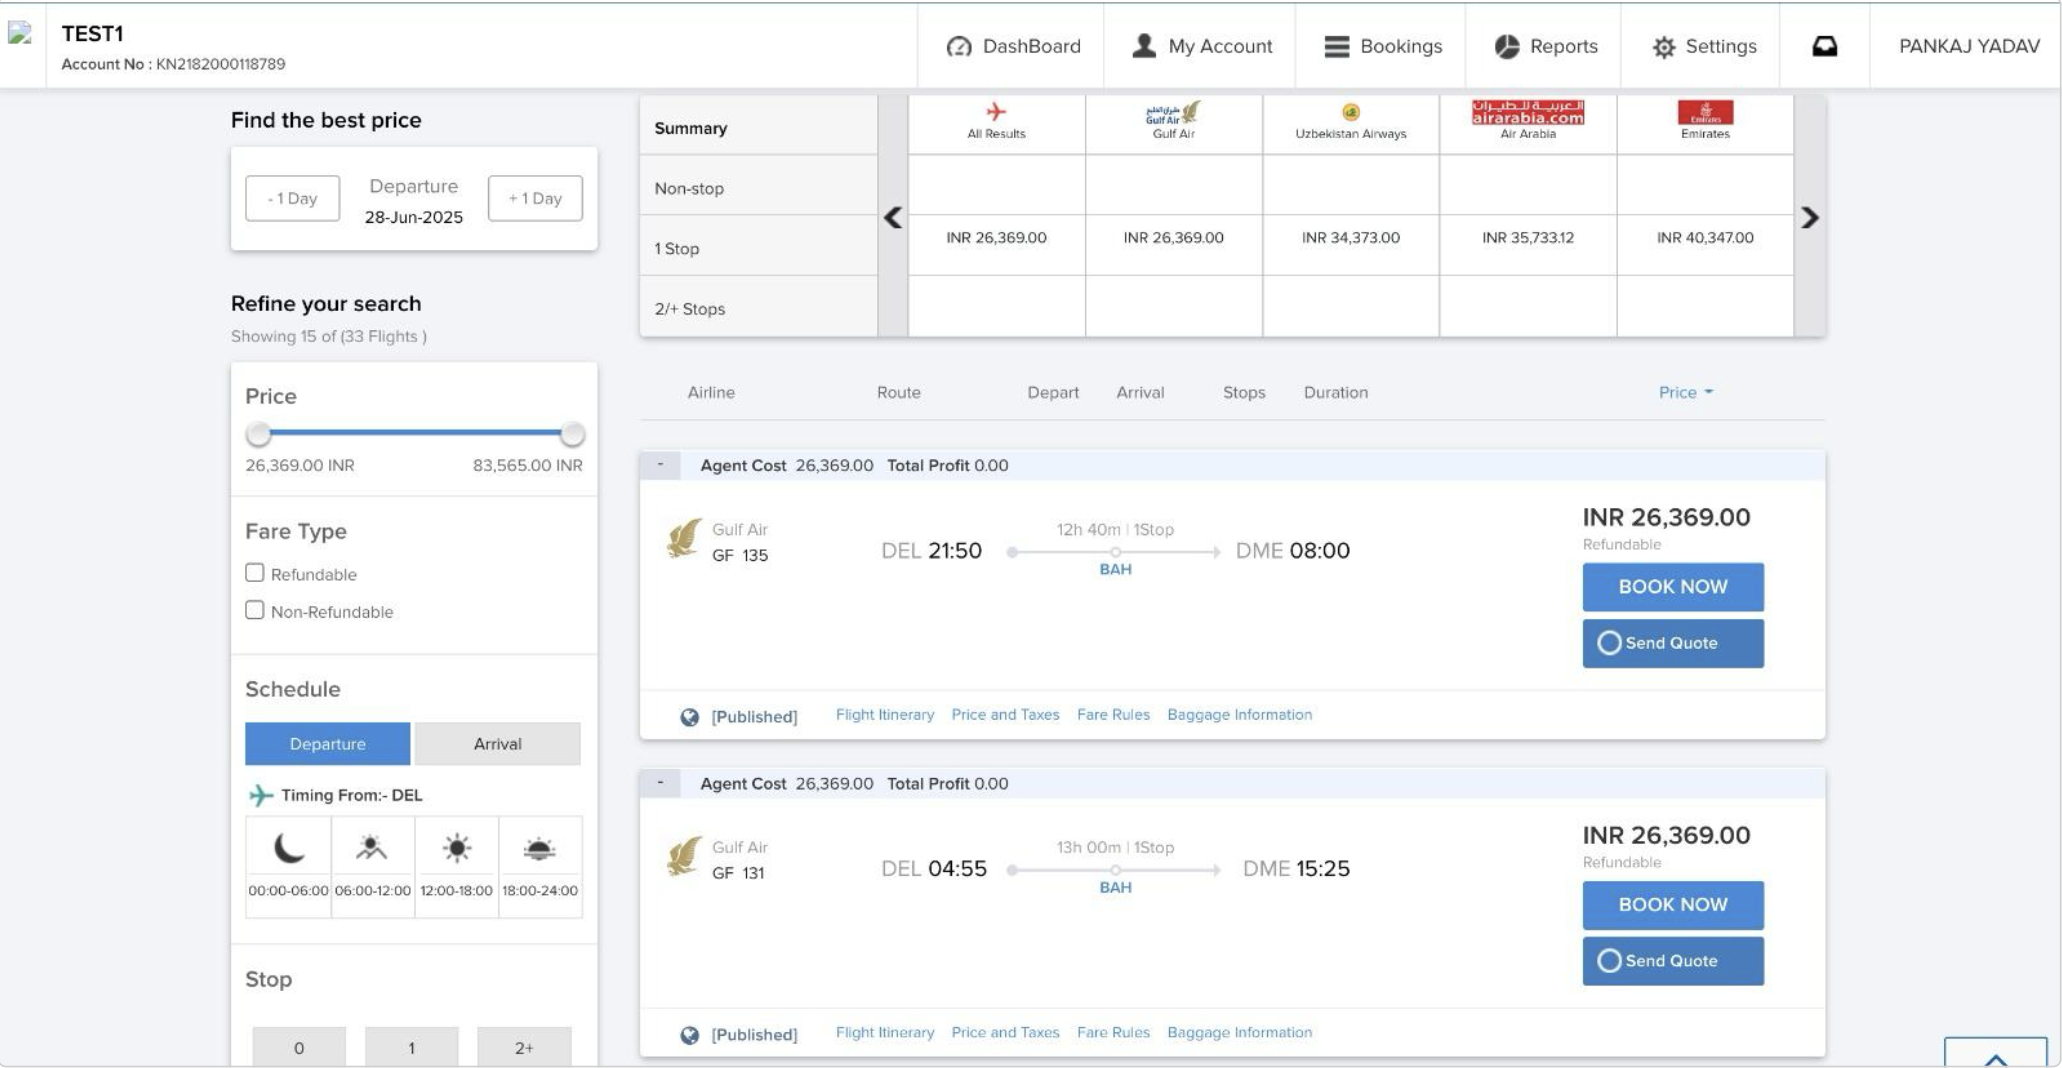 TEST1
Account No : KN2182000118789
DashBoard
My Account
Bookings
Reports
Settings
PANKAJ YADAV
Find the best price
- 1 Day
Departure
28-Jun-2025
+ 1 Day
Refine your search
Showing 15 of (33 Flights )
Price
26,369.00 INR
83,565.00 INR
Fare Type
Refundable
Non-Refundable
Schedule
Departure
Arrival
Timing From:- DEL
00:00-06:00
06:00-12:00
12:00-18:00
18:00-24:00
Stop
0
1
2+
Summary
All Results
طيران الخليج
Gulf Air
Gulf Air
Uzbekistan Airways
العربية للطيران
airarabia.com
Air Arabia
Emirates
Emirates
Non-stop
1 Stop
INR 26,369.00
INR 26,369.00
INR 34,373.00
INR 35,733.12
INR 40,347.00
2/+ Stops
Airline
Route
Depart
Arrival
Stops
Duration
Price
- Agent Cost 26,369.00 Total Profit 0.00
Gulf Air
GF 135
DEL 21:50
12h 40m | 1Stop
BAH
DME 08:00
INR 26,369.00
Refundable
BOOK NOW
Send Quote
[Published]
Flight Itinerary
Price and Taxes
Fare Rules
Baggage Information
- Agent Cost 26,369.00 Total Profit 0.00
Gulf Air
GF 131
DEL 04:55
13h 00m | 1Stop
BAH
DME 15:25
INR 26,369.00
Refundable
BOOK NOW
Send Quote
[Published]
Flight Itinerary
Price and Taxes
Fare Rules
Baggage Information